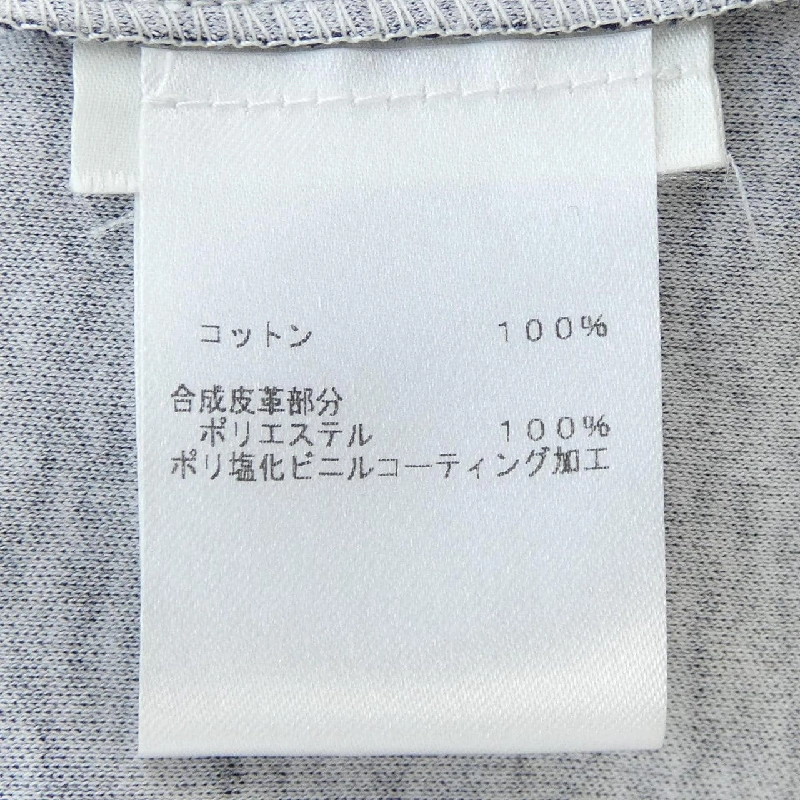 コットン 100%
合成皮革部分
ポリエステル 100%
ポリ塩化ビニルコーティング加工